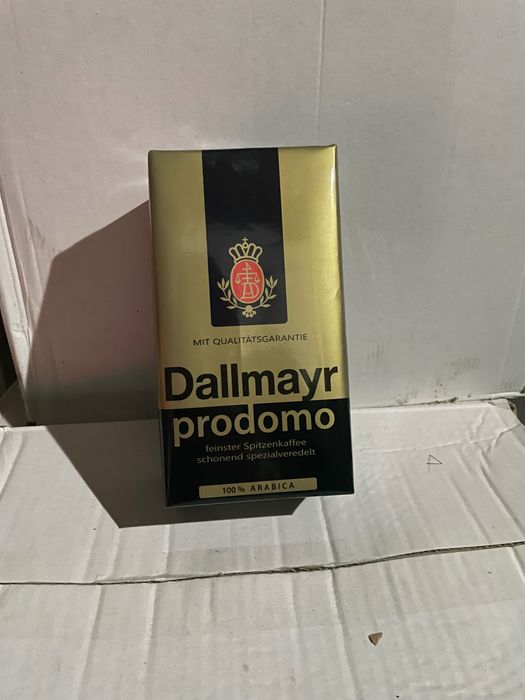 MIT QUALITÄTSGARANTIE
Dallmayr
prodomo
feinster Spitzenkaffee
schonend spezialveredelt
100% ARABICA